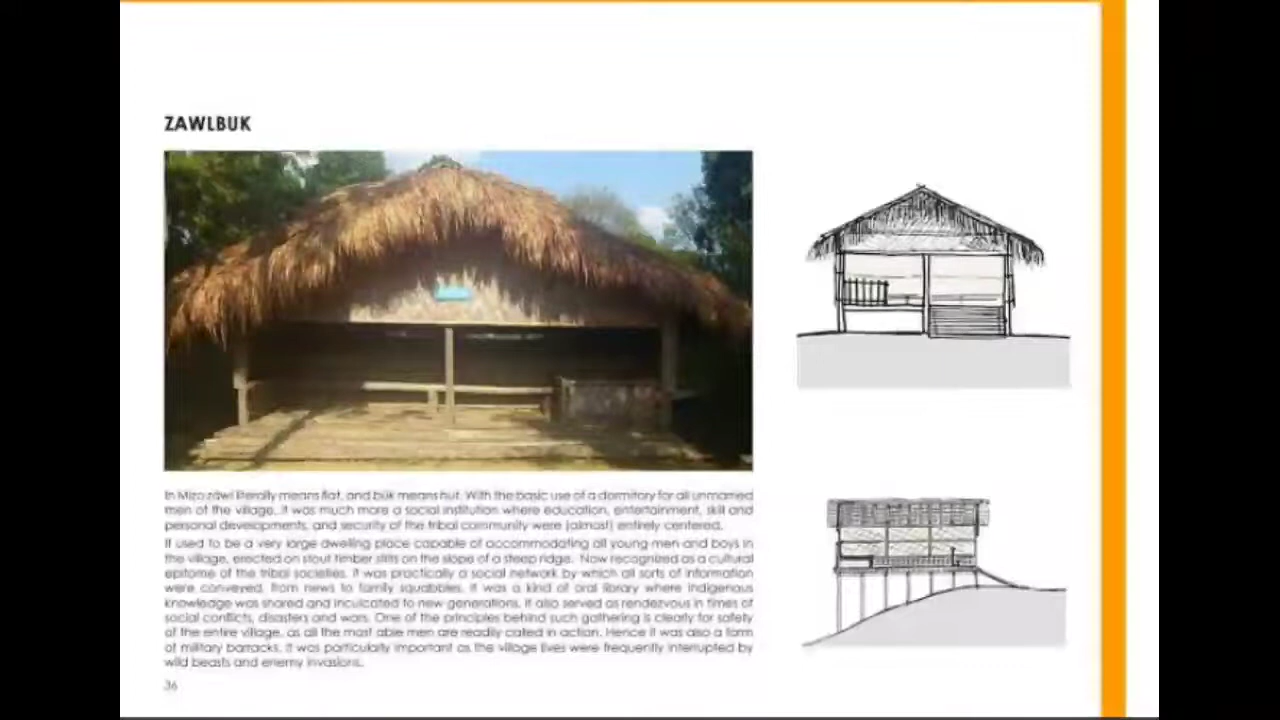 ZAWLBUK
In Mizo zawl literally means flat, and buk means hut. With the basic use of a dormitory for all unmarried
men of the village, it was much more a social institution where education, entertainment, skill and
personal developments, and security of the tribal community were (almost) entirely centered.
It used to be a very large dwelling place capable of accommodating all young men and boys in
the village, erected on stout timber stilts on the slope of a steep ridge. Now recognized as a cultural
epitome of the tribal societies. It was practically a social network by which all sorts of information
were conveyed, from news to family squabbles. It was a kind of oral library where indigenous
knowledge was shared and inculcated to new generations. It also served as rendezvous in times of
social conflicts, disasters and wars. One of the principles behind such gathering is clearly for safety
of the entire village, as all the most able men are readily called in action. Hence it was also a form
of military barracks. It was particularly important as the village lives were frequently interrupted by
wild beasts and enemy invasions.
36